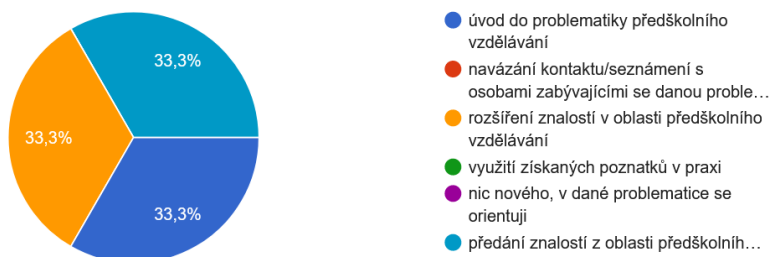 33,3%
33,3%
33,3%
úvod do problematiky předškolního
vzdělávání
navázání kontaktu/seznámení s
osobami zabývajícími se danou proble…
rozšíření znalostí v oblasti předškolního
vzdělávání
využití získaných poznatků v praxi
nic nového, v dané problematice se
orientuji
předání znalostí z oblasti předškolníh…